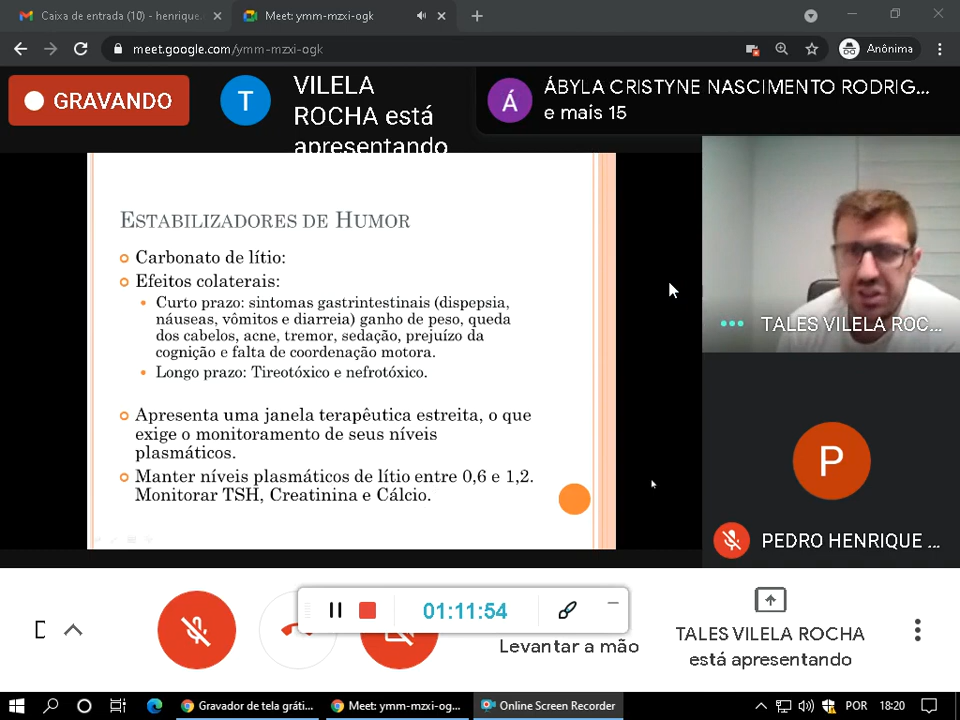 Caixa de entrada (10) - henrique.
Meet: ymm-mzxi-ogk
meet.google.com/ymm-mzxi-ogk
Anônima
GRAVANDO
T
VILELA
ROCHA está
apresentando
Á
ÁBYLA CRISTYNE NASCIMENTO RODRIG...
e mais 15
ESTABILIZADORES DE HUMOR
Carbonato de lítio:
Efeitos colaterais:
Curto prazo: sintomas gastrintestinais (dispepsia,
náuseas, vômitos e diarreia) ganho de peso, queda
dos cabelos, acne, tremor, sedação, prejuízo da
cognição e falta de coordenação motora.
Longo prazo: Tireotóxico e nefrotóxico.
Apresenta uma janela terapêutica estreita, o que
exige o monitoramento de seus níveis
plasmáticos.
Manter níveis plasmáticos de lítio entre 0,6 e 1,2.
Monitorar TSH, Creatinina e Cálcio.
TALES VILELA ROC...
P
PEDRO HENRIQUE ...
01:11:54
Levantar a mão
TALES VILELA ROCHA
está apresentando
Gravador de tela gráti...
Meet: ymm-mzxi-og...
Online Screen Recorder
POR
18:20